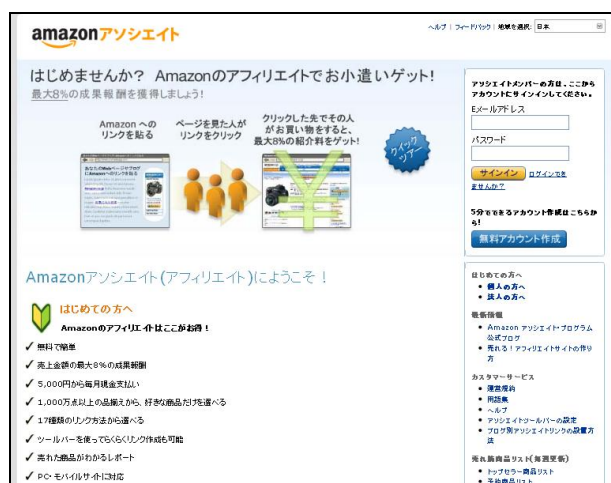 amazonアソシエイト
ヘルプ | フィードバック | 地域を選択: 日本
はじめませんか? Amazonのアフィリエイトでお小遣いゲット!
最大8%の成果報酬を獲得しましょう!
Amazon への
リンクを貼る
ページを見た人が
リンクをクリック
クリックした先でその人
がお買い物をすると、
最大8%の紹介料をゲット!
クイック
ツアー
アソシエイトメンバーの方は、ここから
アカウントにサインインしてください。
Eメールアドレス
パスワード
サインイン ログインでき
ませんか?
5分でできるアカウント作成はこちらか
ら!
無料アカウント作成
Amazonアソシエイト(アフィリエイト)にようこそ!
はじめての方へ
Amazonのアフィリエイトはここがお得!
✓ 無料で簡単
✓ 売上金額の最大8%の成果報酬
✓ 5,000円から毎月現金支払い
✓ 1,000万点以上の品揃えから、好きな商品だけを選べる
✓ 17種類のリンク方法から選べる
✓ ツールバーを使ってらくらくリンク作成も可能
✓ 売れた商品がわかるレポート
✓ PC・モバイルサイトに対応
はじめての方へ
• 個人の方へ
• 法人の方へ
最新情報
• Amazon アソシエイト・プログラム
公式ブログ
• 売れる!アフィリエイトサイトの作り
方
カスタマーサービス
• 運営規約
• 用語集
• ヘルプ
• アソシエイトツールバーの設定
• ブログ別アソシエイトリンクの設置方
法
売れ筋商品リスト(毎週更新)
• トップセラー商品リスト
• 予約商品リスト